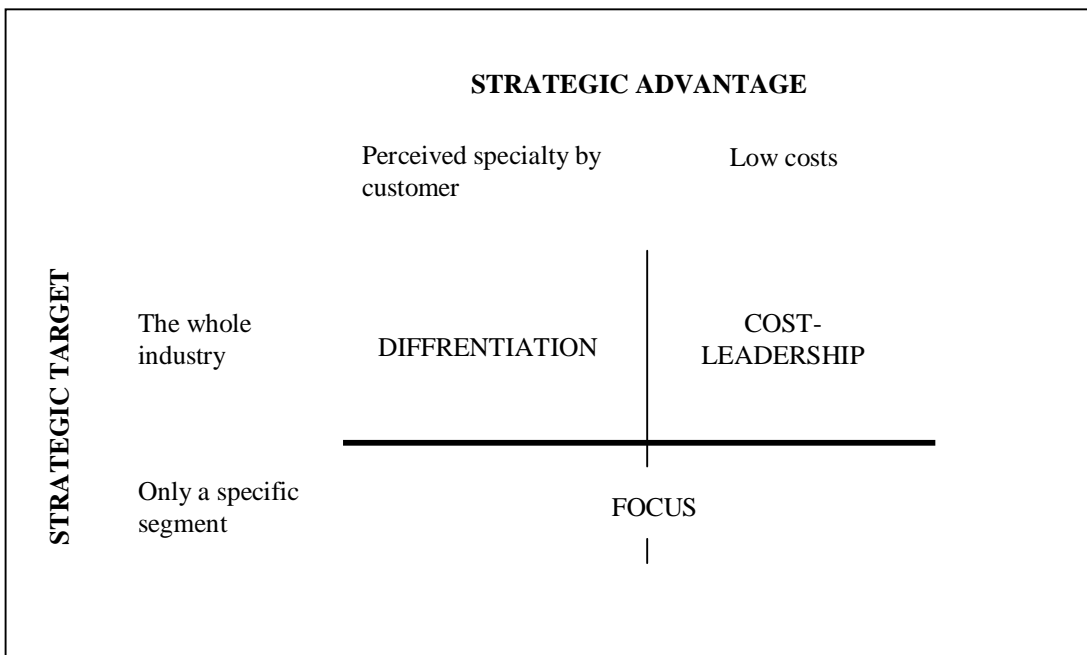 STRATEGIC ADVANTAGE
Perceived specialty by
customer
Low costs
STRATEGIC TARGET
The whole
industry
DIFFRENTIATION
COST-
LEADERSHIP
Only a specific
segment
FOCUS